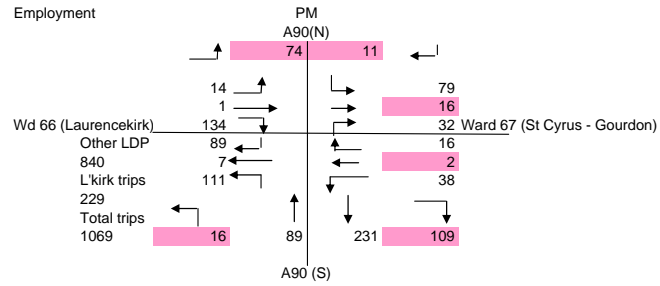 Employment PM
A90(N)
74 11
14 79
1 16
Wd 66 (Laurencekirk) 134 32 Ward 67 (St Cyrus - Gourdon)
Other LDP 89 16
840 7 2
L'kirk trips 111 38
229
Total trips
1069 16 89 231 109
A90 (S)